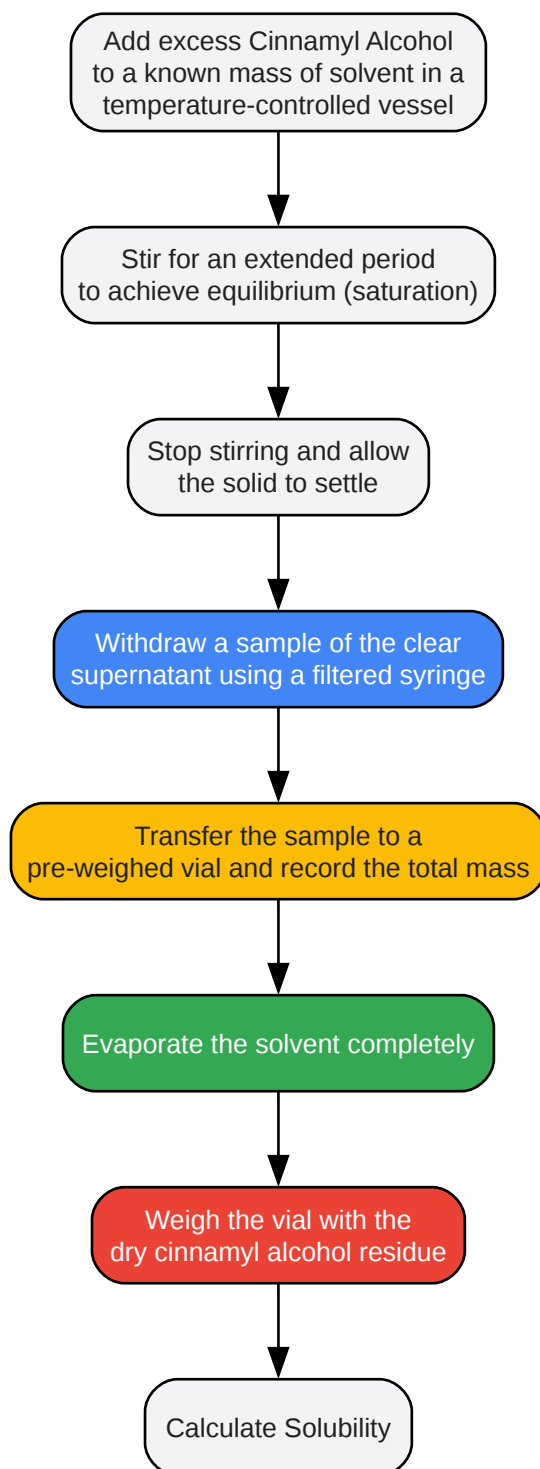 Add excess Cinnamyl Alcohol
to a known mass of solvent in a
temperature-controlled vessel
Stir for an extended period
to achieve equilibrium (saturation)
Stop stirring and allow
the solid to settle
Withdraw a sample of the clear
supernatant using a filtered syringe
Transfer the sample to a
pre-weighed vial and record the total mass
Evaporate the solvent completely
Weigh the vial with the
dry cinnamyl alcohol residue
Calculate Solubility